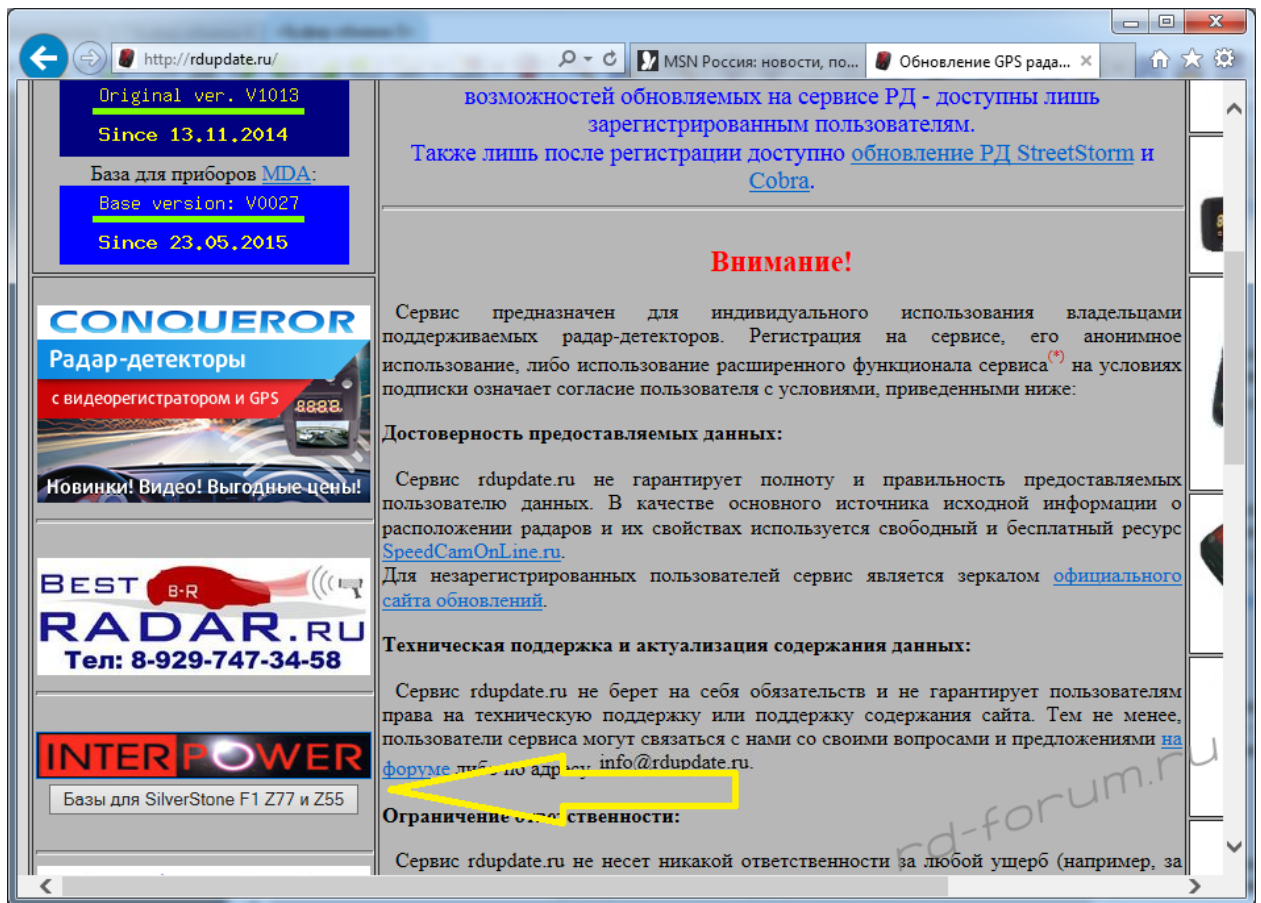 http://rdupdate.ru/
MSN Россия: новости, по...
Обновление GPS рада...
Original ver. V1013
Since 13.11.2014
База для приборов MDA:
Base version: V0027
Since 23.05.2015
CONQUEROR
Радар-детекторы
с видеорегистратором и GPS
Новинки! Видео! Выгодные цены!
BEST B-R
RADAR.RU
Тел: 8-929-747-34-58
INTERPOWER
Базы для SilverStone F1 Z77 и Z55
возможностей обновляемых на сервисе РД - доступны лишь
зарегистрированным пользователям.
Также лишь после регистрации доступно обновление РД StreetStorm и
Cobra.
Внимание!
Сервис предназначен для индивидуального использования владельцами
поддерживаемых радар-детекторов. Регистрация на сервисе, его анонимное
использование, либо использование расширенного функционала сервиса(*) на условиях
подписки означает согласие пользователя с условиями, приведенными ниже:
Достоверность предоставляемых данных:
Сервис rdupdate.ru не гарантирует полноту и правильность предоставляемых
пользователю данных. В качестве основного источника исходной информации о
расположении радаров и их свойствах используется свободный и бесплатный ресурс
SpeedCamOnLine.ru.
Для незарегистрированных пользователей сервис является зеркалом официального
сайта обновлений.
Техническая поддержка и актуализация содержания данных:
Сервис rdupdate.ru не берет на себя обязательств и не гарантирует пользователям
права на техническую поддержку или поддержку содержания сайта. Тем не менее,
пользователи сервиса могут связаться с нами со своими вопросами и предложениями на
форуме либо по адресу info@rdupdate.ru.
Ограничение ответственности:
Сервис rdupdate.ru не несет никакой ответственности за любой ущерб (например, за
rd-forum.ru